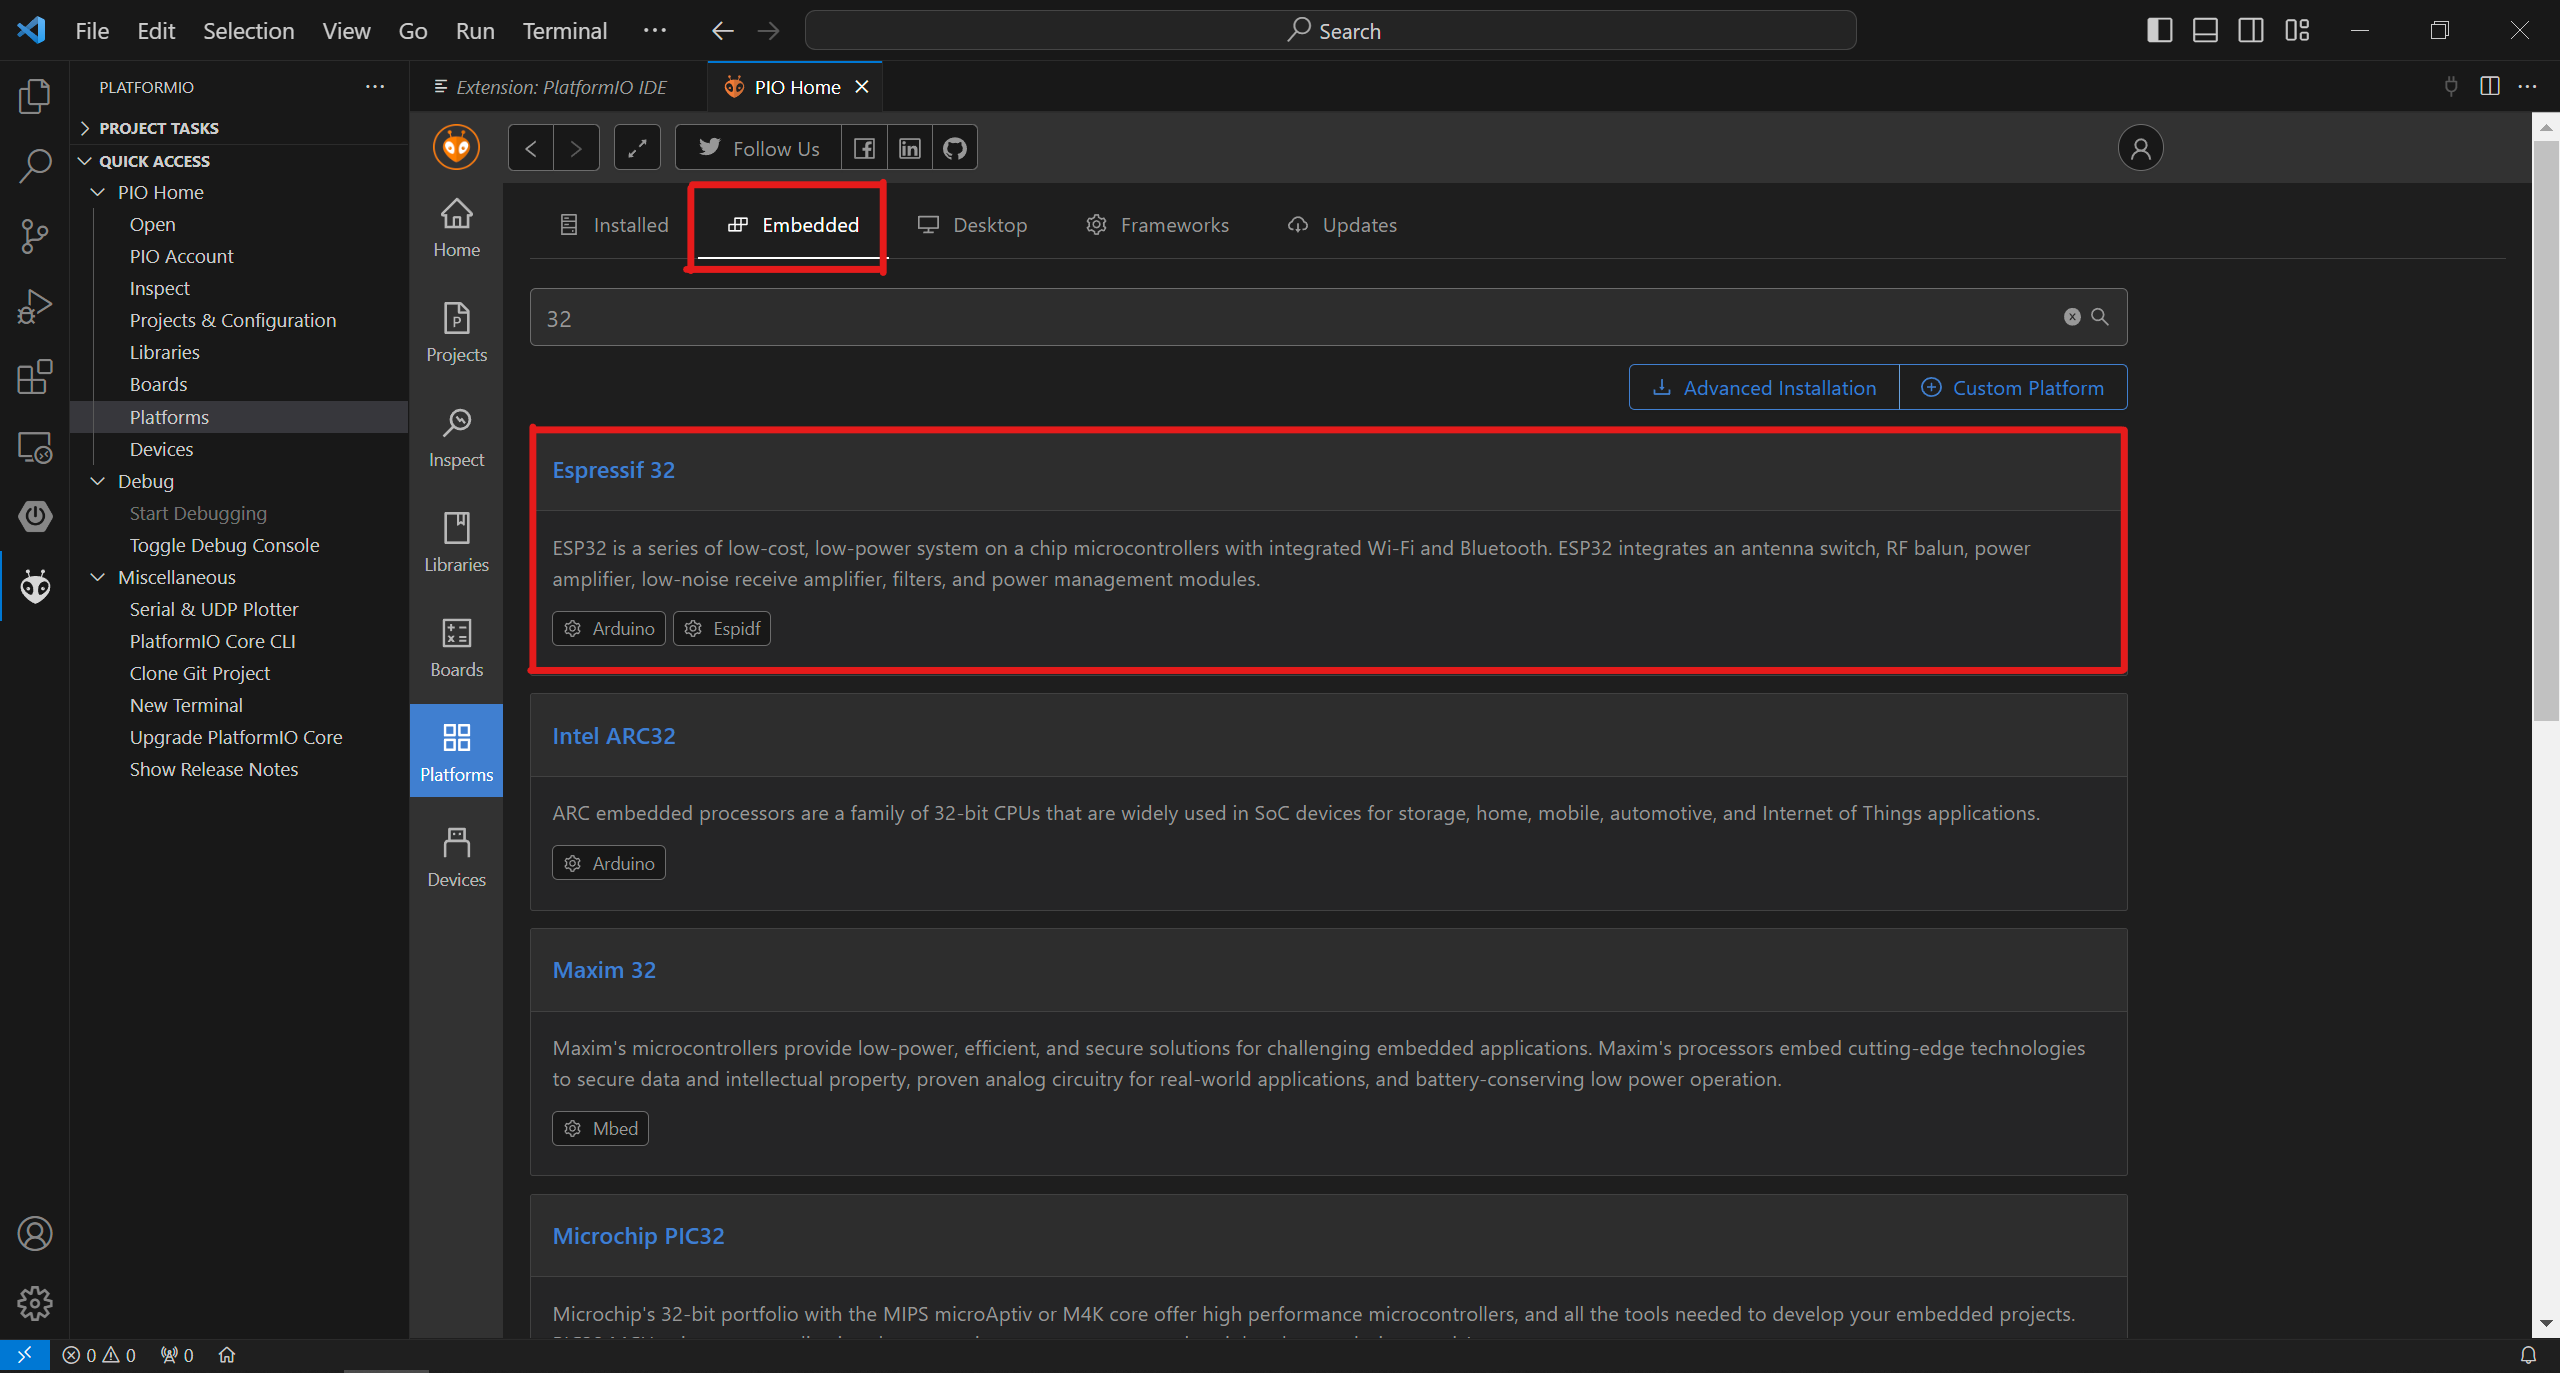 File Edit Selection View Go Run Terminal ··· Search
PLATFORMIO ···
Extension: PlatformIO IDE
PIO Home
PROJECT TASKS
QUICK ACCESS
PIO Home
Open
PIO Account
Inspect
Projects & Configuration
Libraries
Boards
Platforms
Devices
Debug
Start Debugging
Toggle Debug Console
Miscellaneous
Serial & UDP Plotter
PlatformIO Core CLI
Clone Git Project
New Terminal
Upgrade PlatformIO Core
Show Release Notes
Follow Us
Home
Projects
Inspect
Libraries
Boards
Platforms
Devices
Installed Embedded Desktop Frameworks Updates
32
Advanced Installation Custom Platform
Espressif 32
ESP32 is a series of low-cost, low-power system on a chip microcontrollers with integrated Wi-Fi and Bluetooth. ESP32 integrates an antenna switch, RF balun, power
amplifier, low-noise receive amplifier, filters, and power management modules.
Arduino Espidf
Intel ARC32
ARC embedded processors are a family of 32-bit CPUs that are widely used in SoC devices for storage, home, mobile, automotive, and Internet of Things applications.
Arduino
Maxim 32
Maxim's microcontrollers provide low-power, efficient, and secure solutions for challenging embedded applications. Maxim's processors embed cutting-edge technologies
to secure data and intellectual property, proven analog circuitry for real-world applications, and battery-conserving low power operation.
Mbed
Microchip PIC32
Microchip's 32-bit portfolio with the MIPS microAptiv or M4K core offer high performance microcontrollers, and all the tools needed to develop your embedded projects.
0 0 0